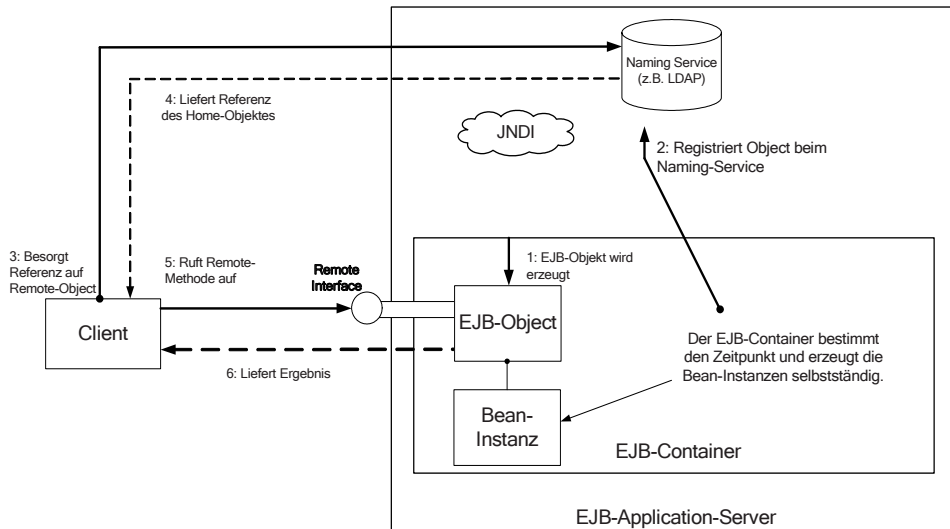 Naming Service
(z.B. LDAP)
4: Liefert Referenz
des Home-Objektes
JNDI
2: Registriert Object beim
Naming-Service
3: Besorgt
Referenz auf
Remote-Object
5: Ruft Remote-
Methode auf
Remote
Interface
1: EJB-Objekt wird
erzeugt
Client
EJB-Object
6: Liefert Ergebnis
Der EJB-Container bestimmt
den Zeitpunkt und erzeugt die
Bean-Instanzen selbstständig.
Bean-
Instanz
EJB-Container
EJB-Application-Server